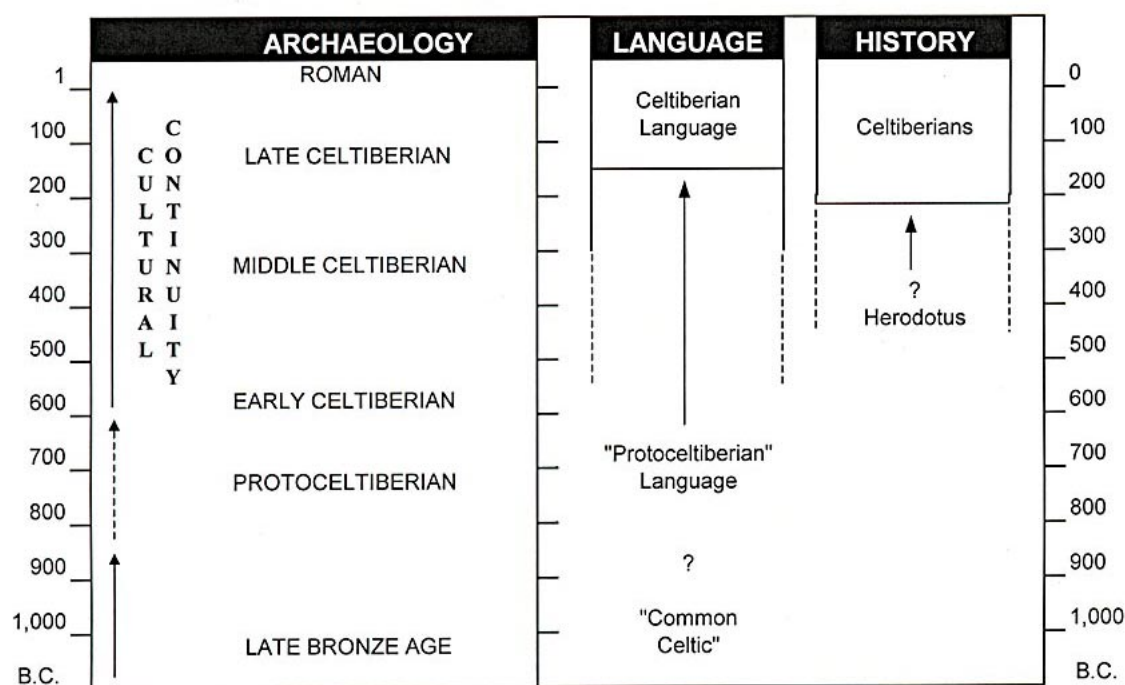 ARCHAEOLOGY
LANGUAGE
HISTORY
1
100
200
300
400
500
600
700
800
900
1,000
B.C.
CULTURAL
CONTINUITY
ROMAN
LATE CELTIBERIAN
MIDDLE CELTIBERIAN
EARLY CELTIBERIAN
PROTOCELTIBERIAN
LATE BRONZE AGE
Celtiberian
Language
"Protoceltiberian"
Language
?
"Common
Celtic"
Celtiberians
?
Herodotus
0
100
200
300
400
500
600
700
800
900
1,000
B.C.